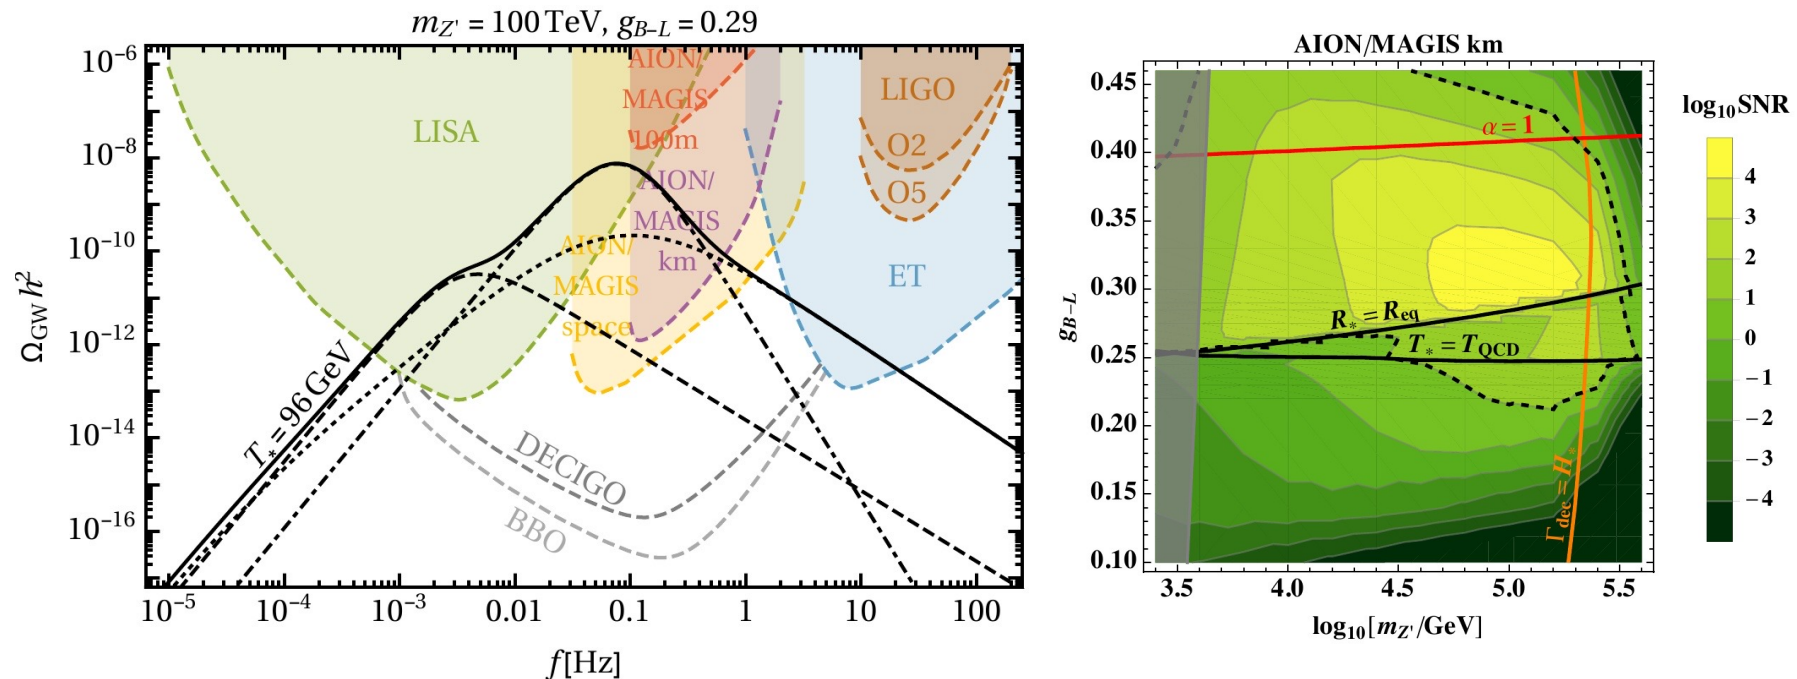 m_{Z'} = 100 TeV, g_{B–L} = 0.29
10^{−6}
10^{−8}
10^{−10}
10^{−12}
10^{−14}
10^{−16}
Ω_{GW} h^2
LISA
AION/
MAGIS
100m
AION/
MAGIS
km
AION/
MAGIS
space
LIGO
O2
O5
ET
T_* = 96 GeV
DECIGO
BBO
10^{−5}
10^{−4}
10^{−3}
0.01
0.1
1
10
100
f[Hz]
AION/MAGIS km
0.45
0.40
0.35
0.30
0.25
0.20
0.15
0.10
g_{B−L}
α = 1
R_* = R_{eq}
T_* = T_{QCD}
Γ_{dec} = H_*
3.5
4.0
4.5
5.0
5.5
log_{10}[m_{Z'}/GeV]
log_{10}SNR
4
3
2
1
0
−1
−2
−3
−4